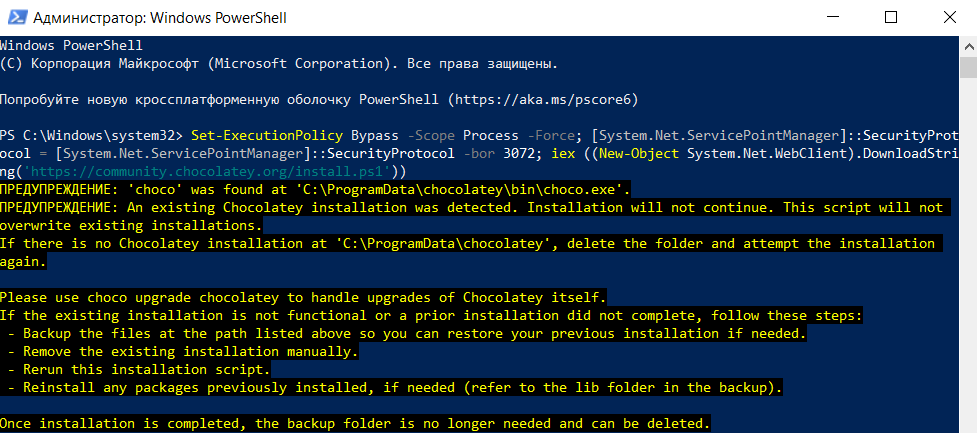 Администратор: Windows PowerShell
Windows PowerShell
(C) Корпорация Майкрософт (Microsoft Corporation). Все права защищены.
Попробуйте новую кроссплатформенную оболочку PowerShell (https://aka.ms/pscore6)
PS C:\Windows\system32> Set-ExecutionPolicy Bypass -Scope Process -Force; [System.Net.ServicePointManager]::SecurityProt
ocol = [System.Net.ServicePointManager]::SecurityProtocol -bor 3072; iex ((New-Object System.Net.WebClient).DownloadStri
ng('https://community.chocolatey.org/install.ps1'))
ПРЕДУПРЕЖДЕНИЕ: 'choco' was found at 'C:\ProgramData\chocolatey\bin\choco.exe'.
ПРЕДУПРЕЖДЕНИЕ: An existing Chocolatey installation was detected. Installation will not continue. This script will not
overwrite existing installations.
If there is no Chocolatey installation at 'C:\ProgramData\chocolatey', delete the folder and attempt the installation
again.
Please use choco upgrade chocolatey to handle upgrades of Chocolatey itself.
If the existing installation is not functional or a prior installation did not complete, follow these steps:
- Backup the files at the path listed above so you can restore your previous installation if needed.
- Remove the existing installation manually.
- Rerun this installation script.
- Reinstall any packages previously installed, if needed (refer to the lib folder in the backup).
Once installation is completed, the backup folder is no longer needed and can be deleted.